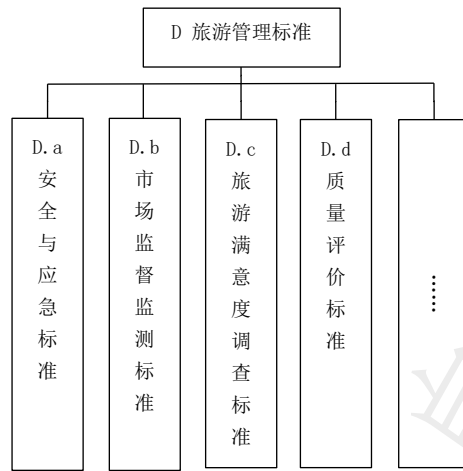 D 旅游管理标准
D.a
安全与应急标准
D.b
市场监督监测标准
D.c
旅游满意度调查标准
D.d
质量评价标准
……